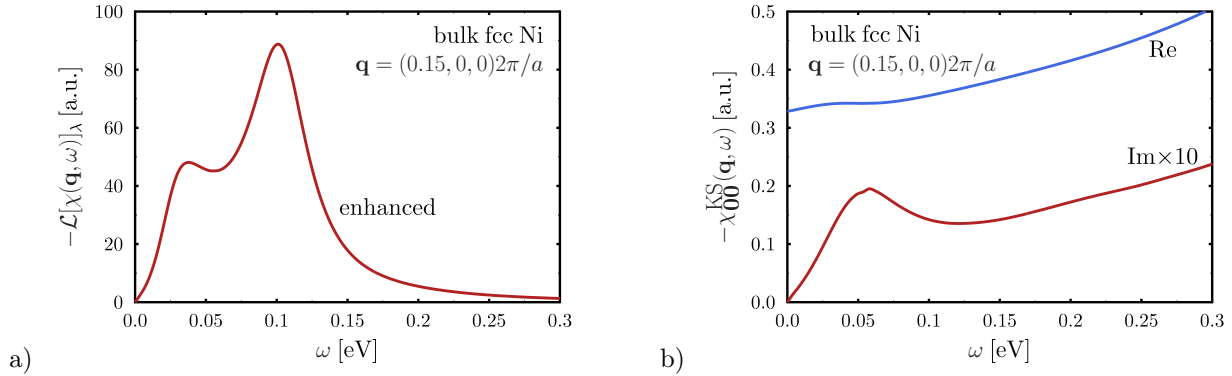 100
80
60
40
20
0
0.0
0.05
0.1
0.15
0.2
0.25
0.3
−𝓛[χ(q, ω)]λ [a.u.]
ω [eV]
bulk fcc Ni
q = (0.15, 0, 0)2π/a
enhanced
a)
0.5
0.4
0.3
0.2
0.1
0.0
0.0
0.05
0.1
0.15
0.2
0.25
0.3
−χ₀₀^KS(q, ω) [a.u.]
ω [eV]
bulk fcc Ni
q = (0.15, 0, 0)2π/a
Re
Im×10
b)